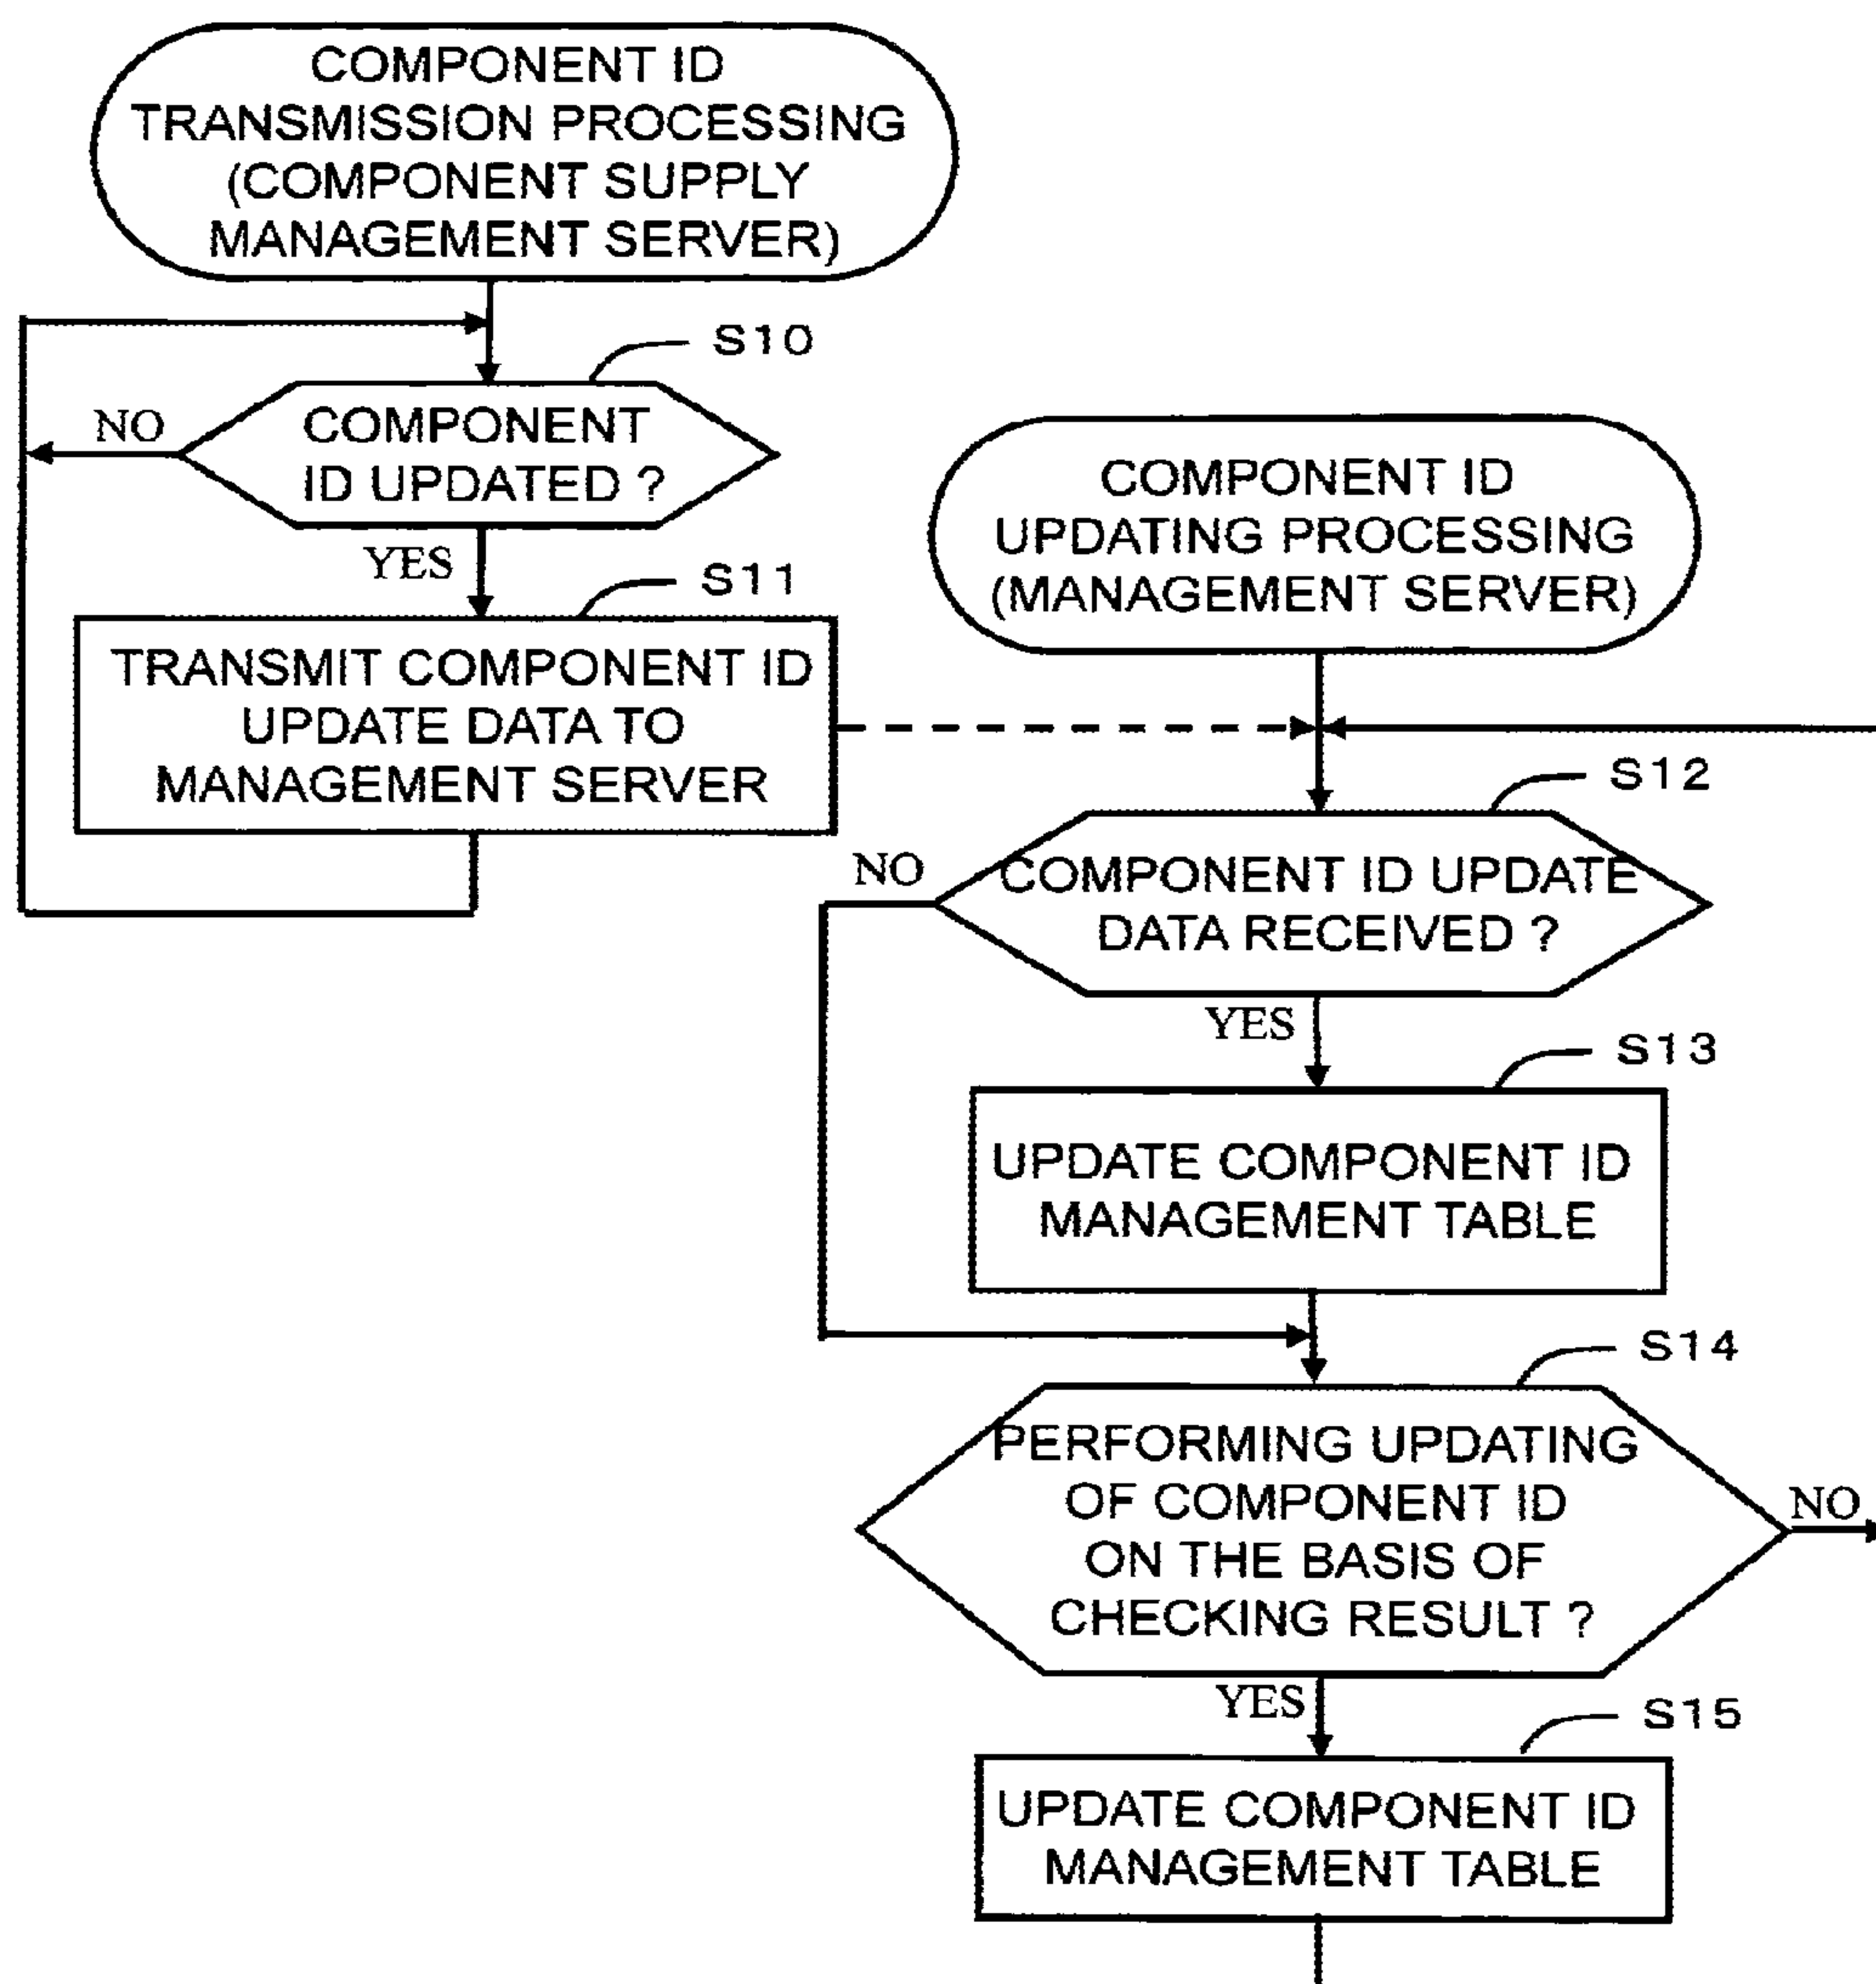 COMPONENT ID
TRANSMISSION PROCESSING
(COMPONENT SUPPLY
MANAGEMENT SERVER)
S10
NO
COMPONENT
ID UPDATED ?
YES
S11
TRANSMIT COMPONENT ID
UPDATE DATA TO
MANAGEMENT SERVER
COMPONENT ID
UPDATING PROCESSING
(MANAGEMENT SERVER)
S12
NO
COMPONENT ID UPDATE
DATA RECEIVED ?
YES
S13
UPDATE COMPONENT ID
MANAGEMENT TABLE
S14
PERFORMING UPDATING
OF COMPONENT ID
ON THE BASIS OF
CHECKING RESULT ?
NO
YES
S15
UPDATE COMPONENT ID
MANAGEMENT TABLE